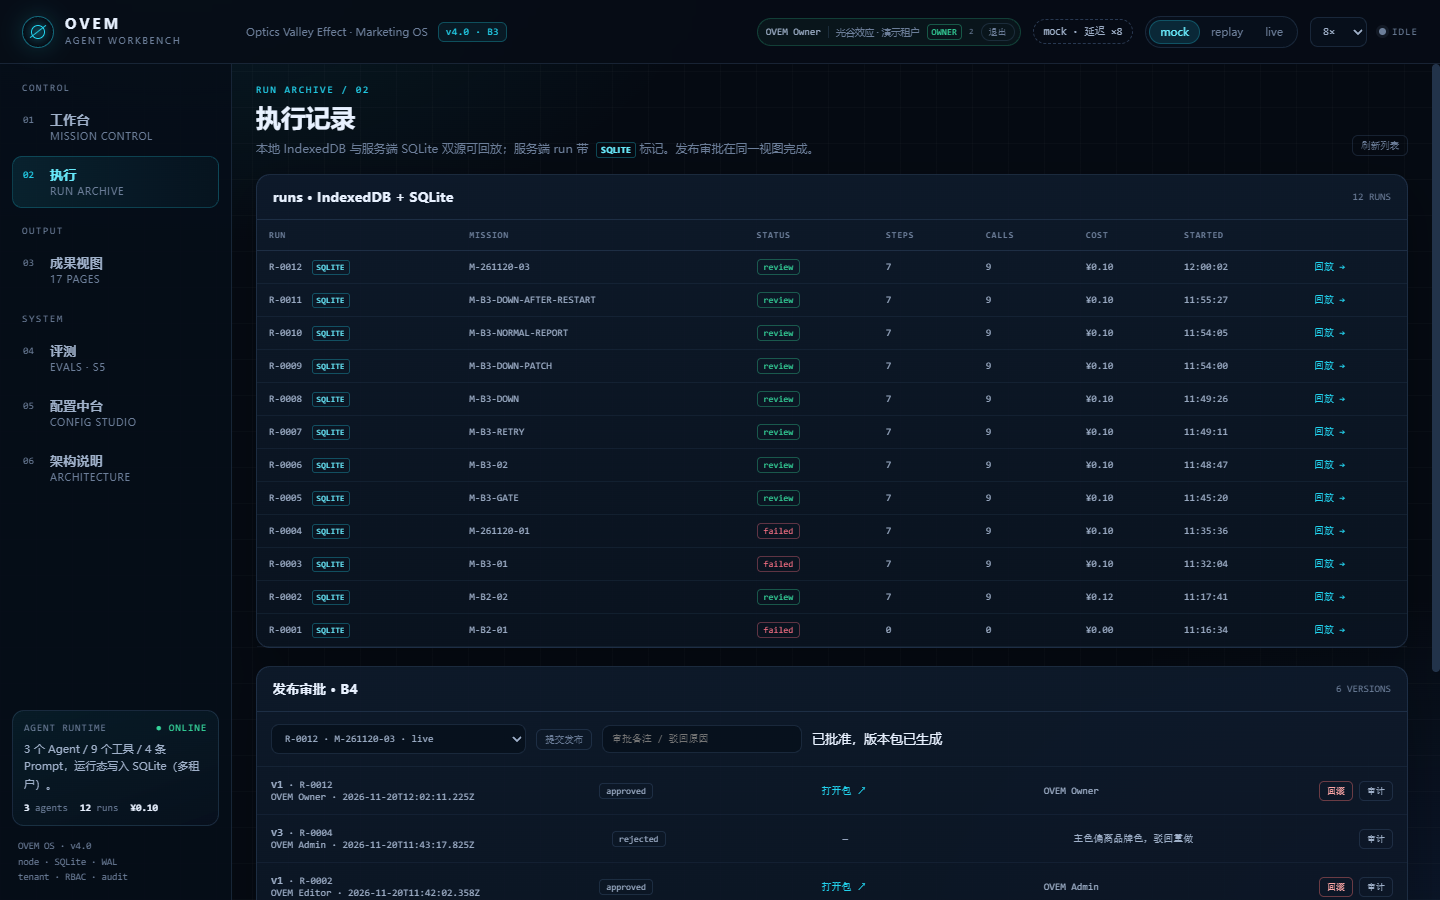 OVEM
AGENT WORKBENCH
Optics Valley Effect · Marketing OS v4.0 · B3
OVEM Owner 光谷效应 · 演示租户 OWNER 2 退出
mock · 延迟 ×8
mock replay live
8×
IDLE
CONTROL
01 工作台
MISSION CONTROL
02 执行
RUN ARCHIVE
OUTPUT
03 成果视图
17 PAGES
SYSTEM
04 评测
EVALS · S5
05 配置中台
CONFIG STUDIO
06 架构说明
ARCHITECTURE
AGENT RUNTIME ONLINE
3 个 Agent / 9 个工具 / 4 条
Prompt，运行态写入 SQLite（多租
户）。
3 agents 12 runs ¥0.10
OVEM OS · v4.0
node · SQLite · WAL
tenant · RBAC · audit
RUN ARCHIVE / 02
执行记录
本地 IndexedDB 与服务端 SQLite 双源可回放；服务端 run 带 SQLITE 标记。发布审批在同一视图完成。
刷新列表
runs • IndexedDB + SQLite 12 RUNS
RUN MISSION STATUS STEPS CALLS COST STARTED
R-0012 SQLITE M-261120-03 review 7 9 ¥0.10 12:00:02 回放 →
R-0011 SQLITE M-B3-DOWN-AFTER-RESTART review 7 9 ¥0.10 11:55:27 回放 →
R-0010 SQLITE M-B3-NORMAL-REPORT review 7 9 ¥0.10 11:54:05 回放 →
R-0009 SQLITE M-B3-DOWN-PATCH review 7 9 ¥0.10 11:54:00 回放 →
R-0008 SQLITE M-B3-DOWN review 7 9 ¥0.10 11:49:26 回放 →
R-0007 SQLITE M-B3-RETRY review 7 9 ¥0.10 11:49:11 回放 →
R-0006 SQLITE M-B3-02 review 7 9 ¥0.10 11:48:47 回放 →
R-0005 SQLITE M-B3-GATE review 7 9 ¥0.10 11:45:20 回放 →
R-0004 SQLITE M-261120-01 failed 7 9 ¥0.10 11:35:36 回放 →
R-0003 SQLITE M-B3-01 failed 7 9 ¥0.10 11:32:04 回放 →
R-0002 SQLITE M-B2-02 review 7 9 ¥0.12 11:17:41 回放 →
R-0001 SQLITE M-B2-01 failed 0 0 ¥0.00 11:16:34 回放 →
发布审批 • B4 6 VERSIONS
R-0012 · M-261120-03 · live 提交发布 审批备注 / 驳回原因 已批准，版本包已生成
v1 · R-0012
OVEM Owner · 2026-11-20T12:02:11.225Z approved 打开包 ↗ OVEM Owner 回滚 审计
v3 · R-0004
OVEM Admin · 2026-11-20T11:43:17.825Z rejected — 主色偏离品牌色，驳回重做 审计
v1 · R-0002
OVEM Editor · 2026-11-20T11:42:02.358Z approved 打开包 ↗ OVEM Admin 回滚 审计